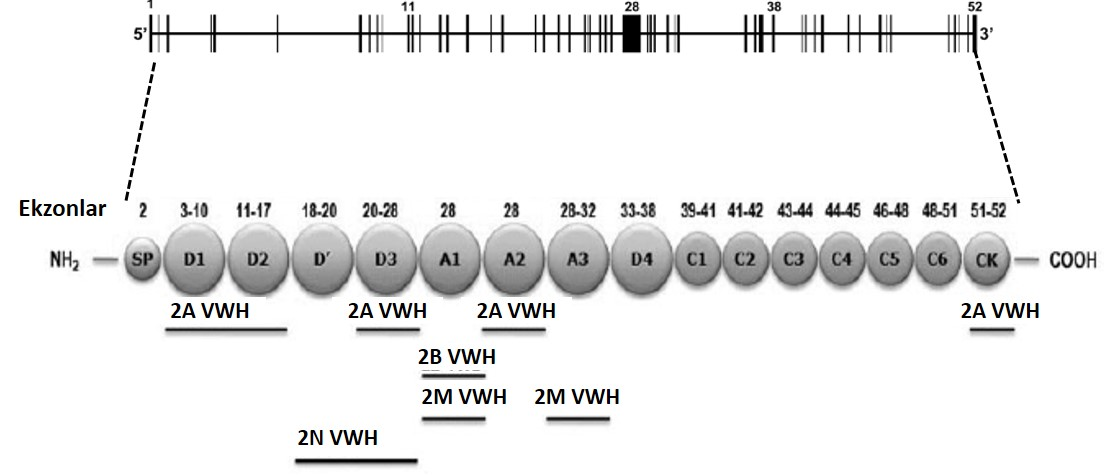 1 11 28 38 52
5’ 3’
Ekzonlar 2 3-10 11-17 18-20 20-28 28 28 28-32 33-38 39-41 41-42 43-44 44-45 46-48 48-51 51-52
NH₂ SP D1 D2 D′ D3 A1 A2 A3 D4 C1 C2 C3 C4 C5 C6 CK COOH
2A VWH 2A VWH 2A VWH 2A VWH
2B VWH
2M VWH 2M VWH
2N VWH